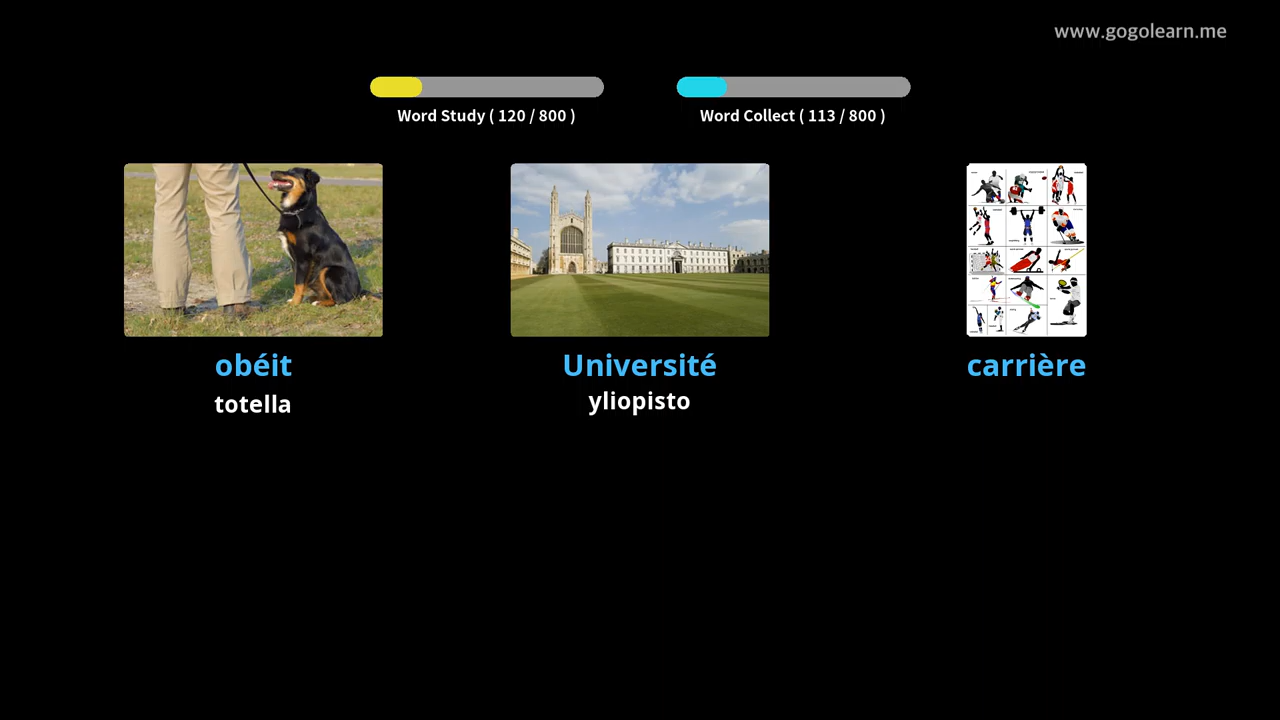 www.gogolearn.me
Word Study ( 120 / 800 )
Word Collect ( 113 / 800 )
obéit
Université
carrière
totella
yliopisto